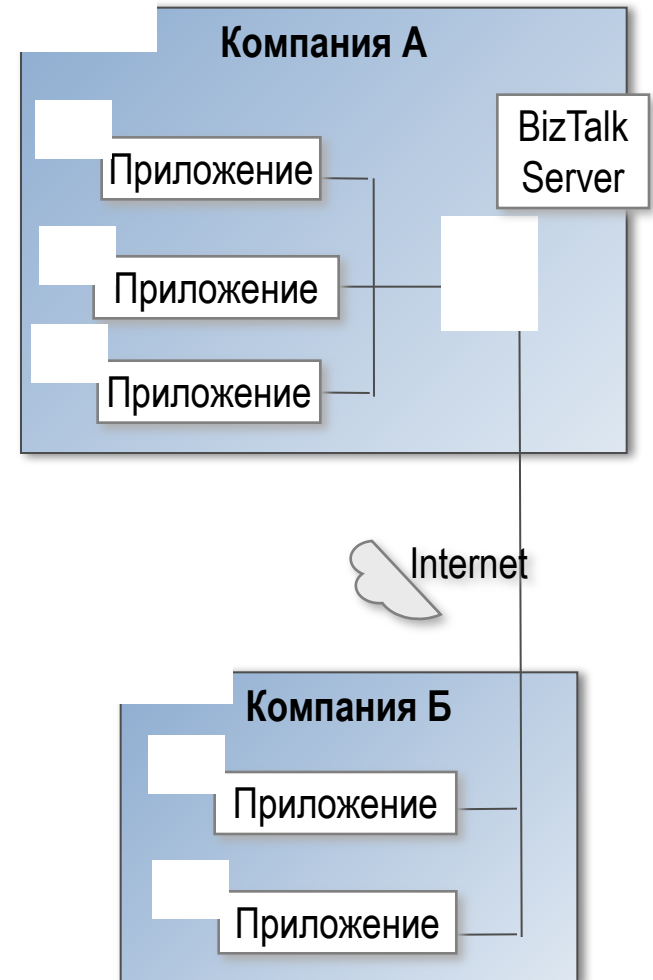 Компания А
BizTalk
Server
Приложение
Приложение
Приложение
Internet
Компания Б
Приложение
Приложение